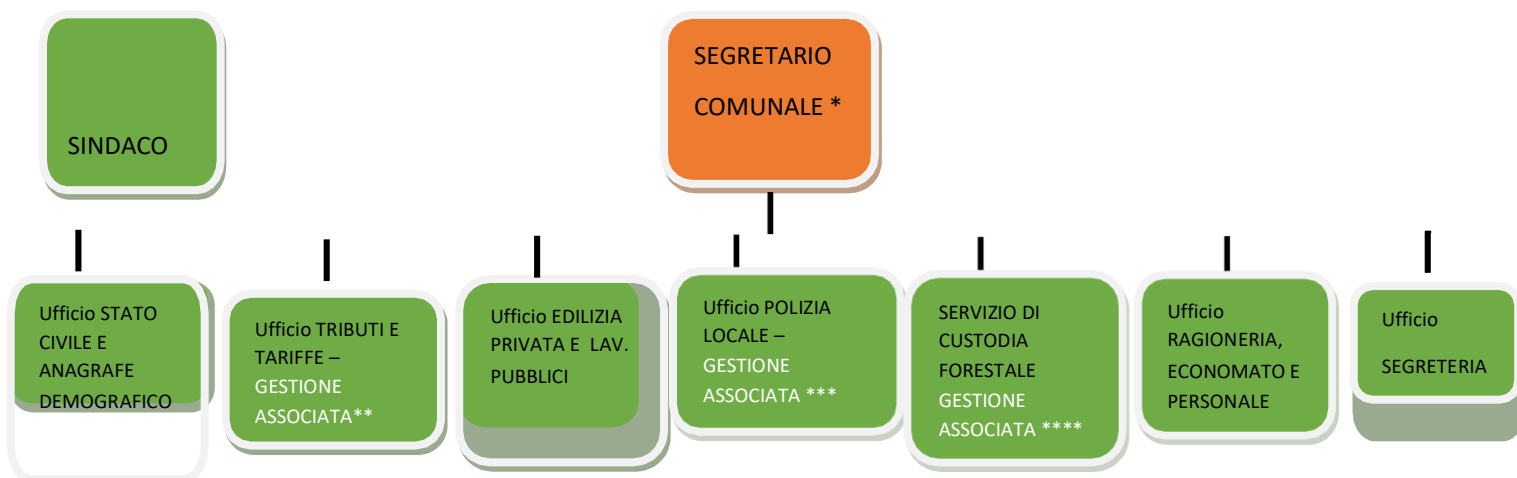 SINDACO
SEGRETARIO
COMUNALE *
Ufficio STATO
CIVILE E
ANAGRAFE
DEMOGRAFICO
Ufficio TRIBUTI E
TARIFFE –
GESTIONE
ASSOCIATA**
Ufficio EDILIZIA
PRIVATA E LAV.
PUBBLICI
Ufficio POLIZIA
LOCALE –
GESTIONE
ASSOCIATA ***
SERVIZIO DI
CUSTODIA
FORESTALE
GESTIONE
ASSOCIATA ****
Ufficio
RAGIONERIA,
ECONOMATO E
PERSONALE
Ufficio
SEGRETERIA